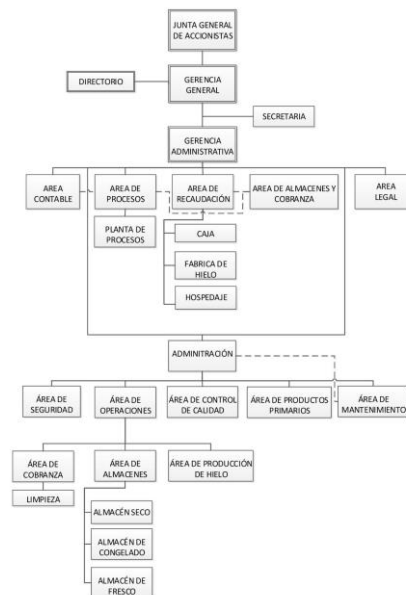 JUNTA GENERAL
DE ACCIONISTAS
DIRECTORIO
GERENCIA
GENERAL
SECRETARIA
GERENCIA
ADMINISTRATIVA
AREA
CONTABLE
AREA DE
PROCESOS
AREA DE
RECAUDACIÓN
AREA DE ALMACENES Y
COBRANZA
AREA
LEGAL
PLANTA DE
PROCESOS
CAJA
FABRICA DE
HIELO
HOSPEDAJE
ADMINITRACIÓN
ÁREA DE
SEGURIDAD
ÁREA DE
OPERACIONES
ÁREA DE CONTROL
DE CALIDAD
ÁREA DE PRODUCTOS
PRIMARIOS
ÁREA DE
MANTENIMIENTO
ÁREA DE
COBRANZA
ÁREA DE
ALMACENES
ÁREA DE PRODUCCIÓN
DE HIELO
LIMPIEZA
ALMACÉN SECO
ALMACÉN DE
CONGELADO
ALMACÉN DE
FRESCO